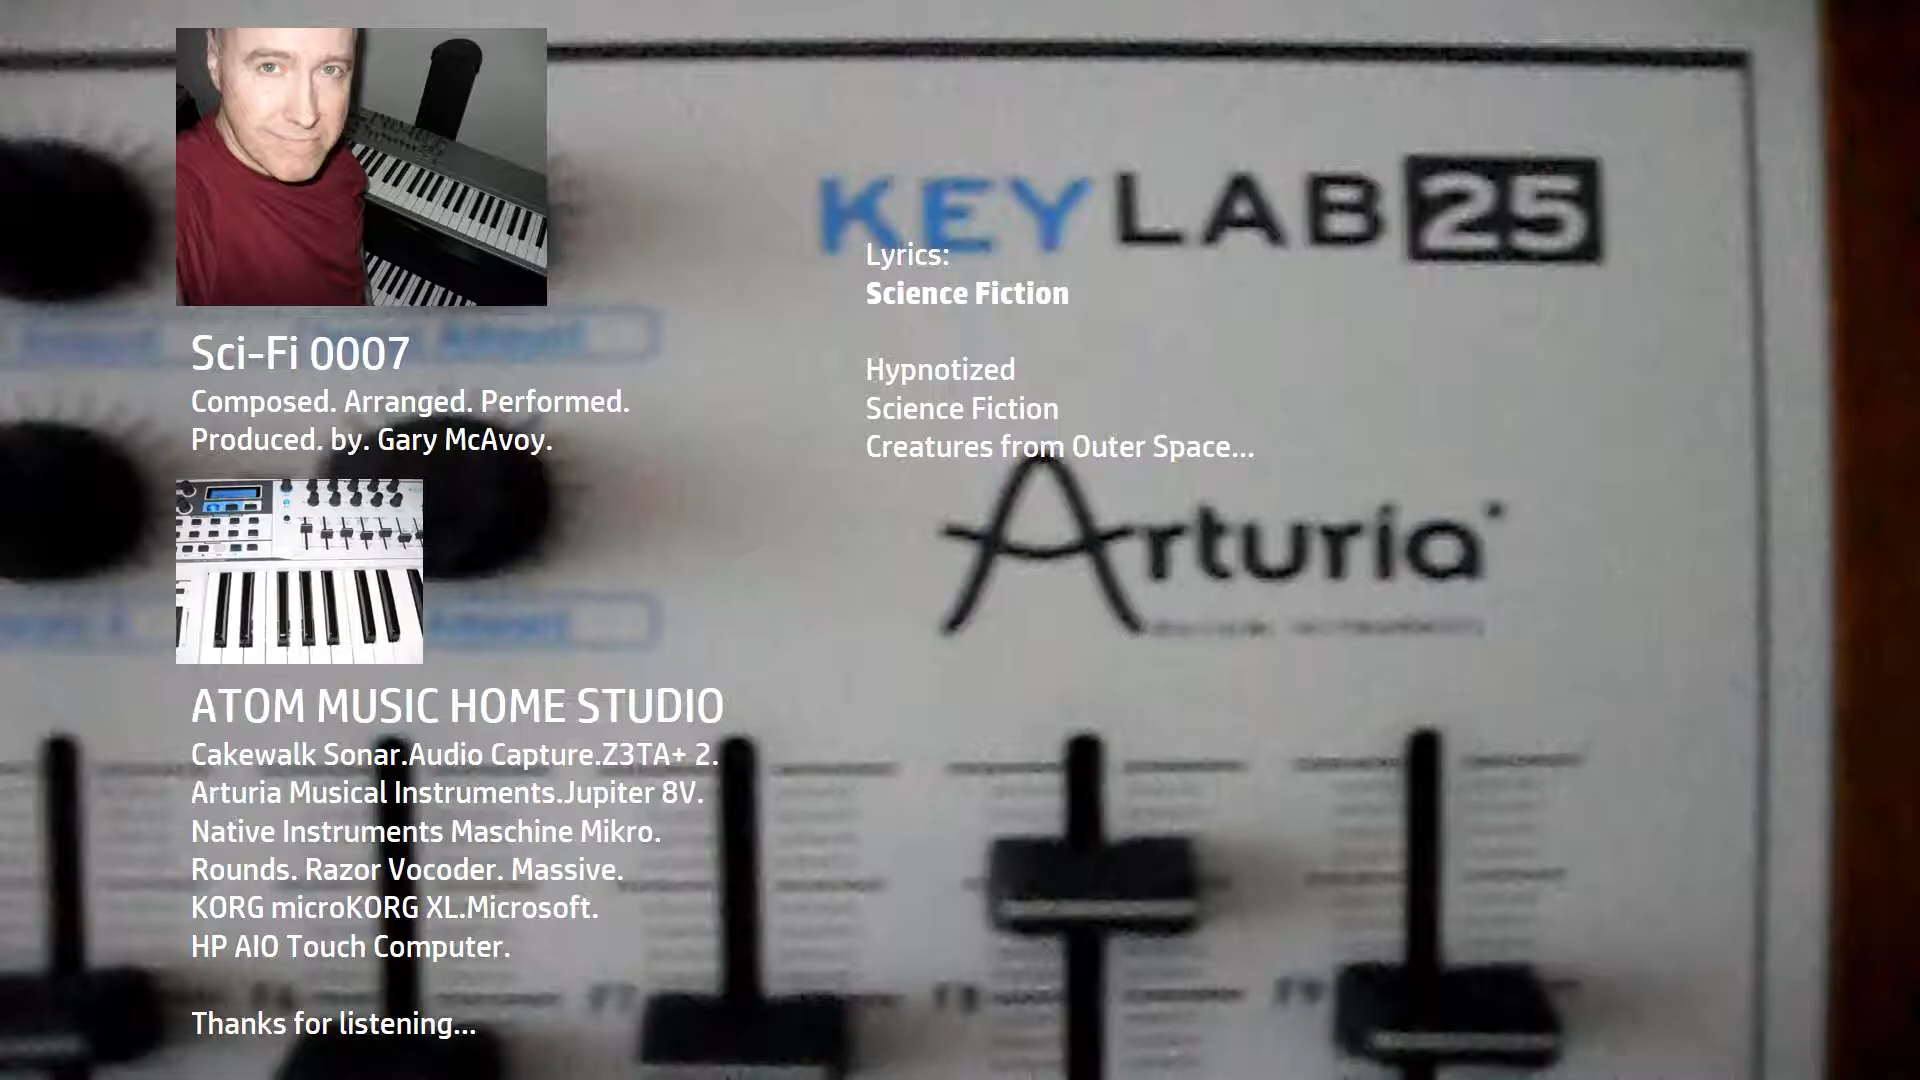 KEYLAB 25
Lyrics:
Science Fiction
Hypnotized
Science Fiction
Creatures from Outer Space...
Arturia
Sci-Fi 0007
Composed. Arranged. Performed.
Produced. by. Gary McAvoy.
ATOM MUSIC HOME STUDIO
Cakewalk Sonar.Audio Capture.Z3TA+ 2.
Arturia Musical Instruments.Jupiter 8V.
Native Instruments Maschine Mikro.
Rounds. Razor Vocoder. Massive.
KORG microKORG XL.Microsoft.
HP AIO Touch Computer.
F7 F8 F9
Thanks for listening...